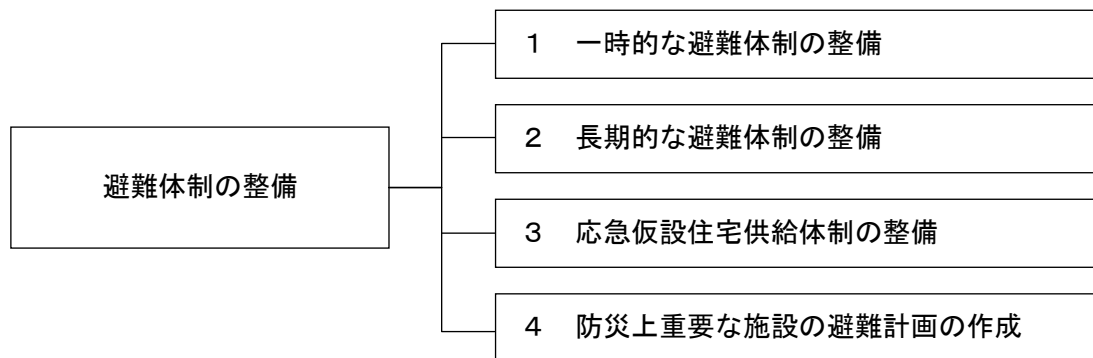 避難体制の整備
１　一時的な避難体制の整備
２　長期的な避難体制の整備
３　応急仮設住宅供給体制の整備
４　防災上重要な施設の避難計画の作成